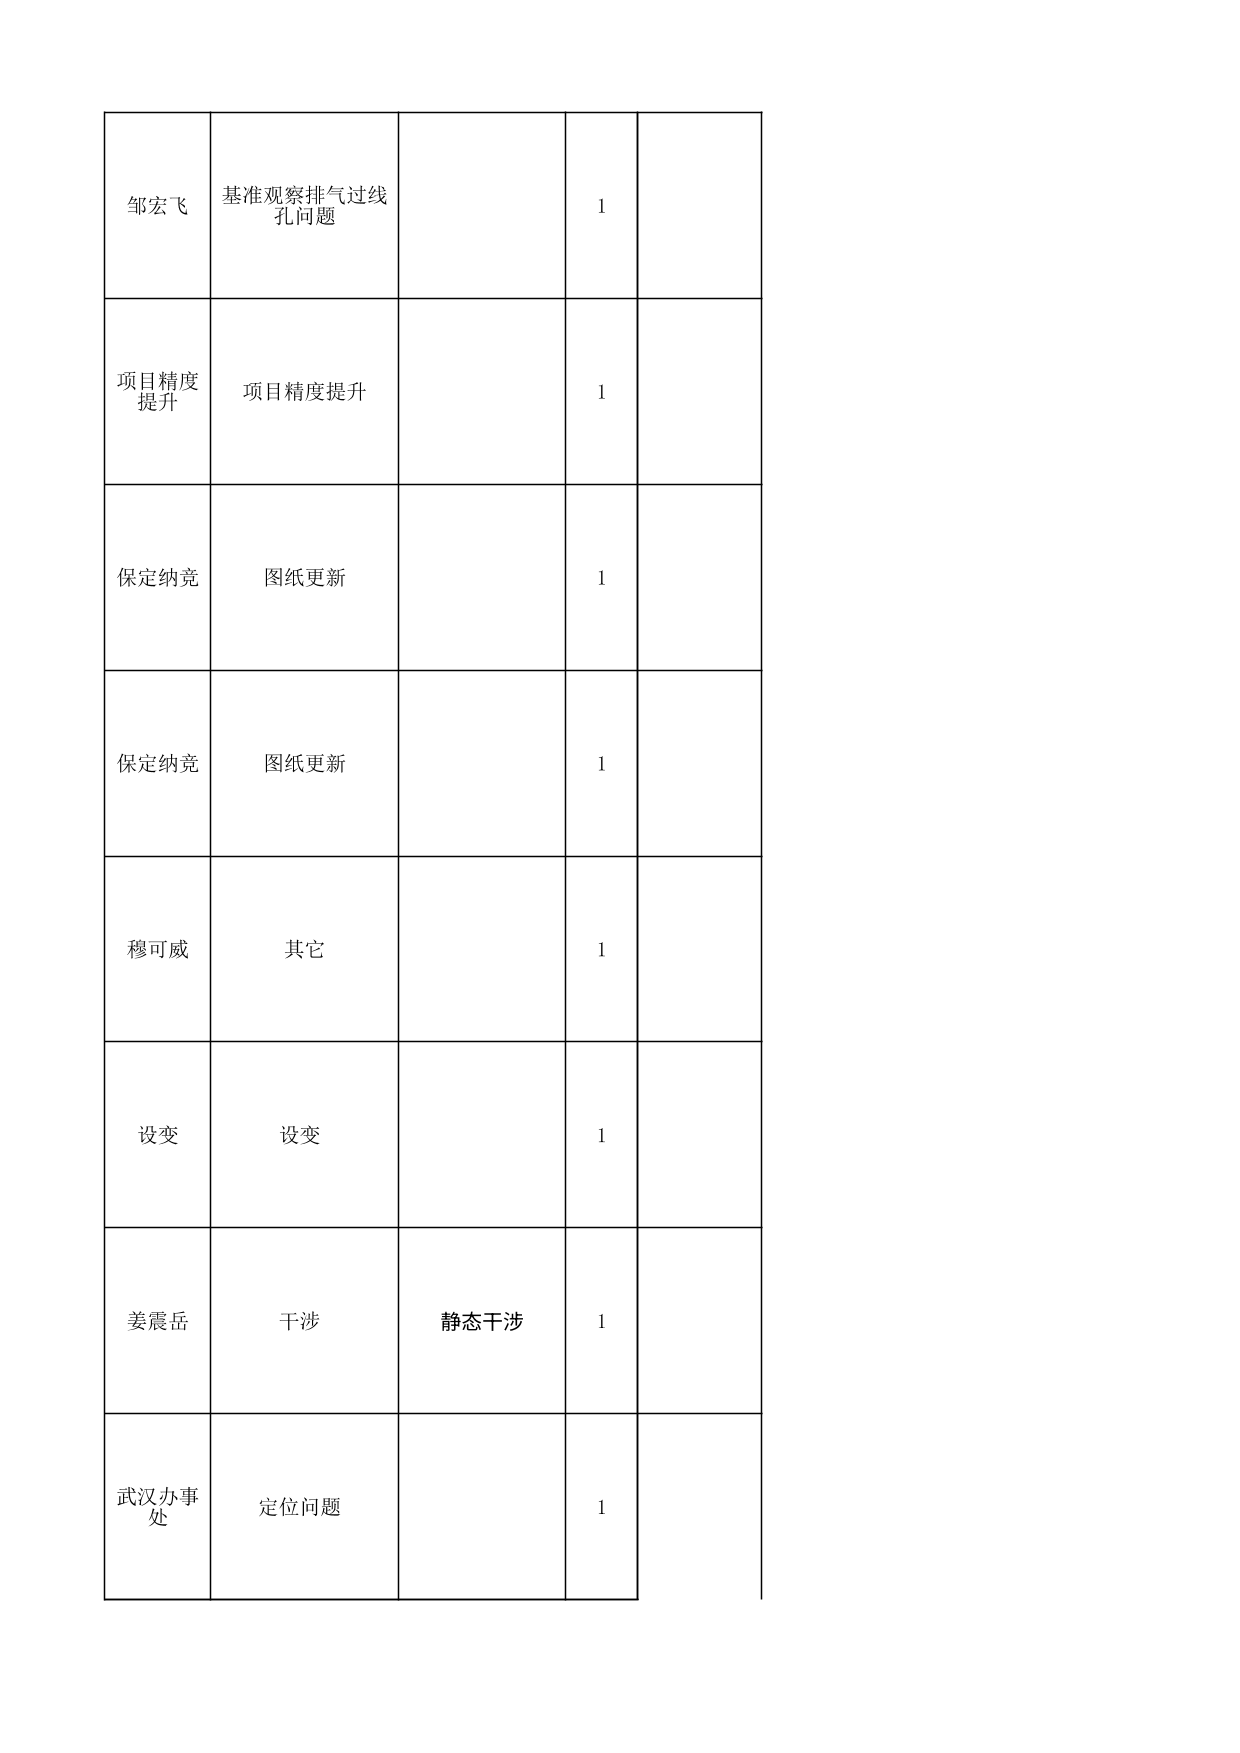 邹宏飞
基准观察排气过线
孔问题
1
项目精度
提升
项目精度提升
1
保定纳竞
图纸更新
1
保定纳竞
图纸更新
1
穆可威
其它
1
设变
设变
1
姜震岳
干涉
静态干涉
1
武汉办事
处
定位问题
1